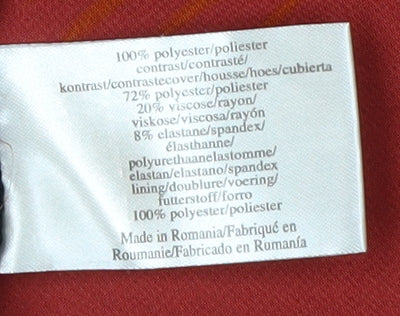 100% polyester/poliester
contrast/contrasté/
kontrast/contrastecover/housse/hoes/cubierta
72% polyester/poliester
20% viscose/rayon/
viskose/viscosa/rayón
8% elastane/spandex/
élasthanne/
polyurethaanelastomme/
elastan/elastano/spandex
lining/doublure/voering/
futterstoff/forro
100% polyester/poliester
Made in Romania/Fabriqué en
Roumanie/Fabricado en Rumanía